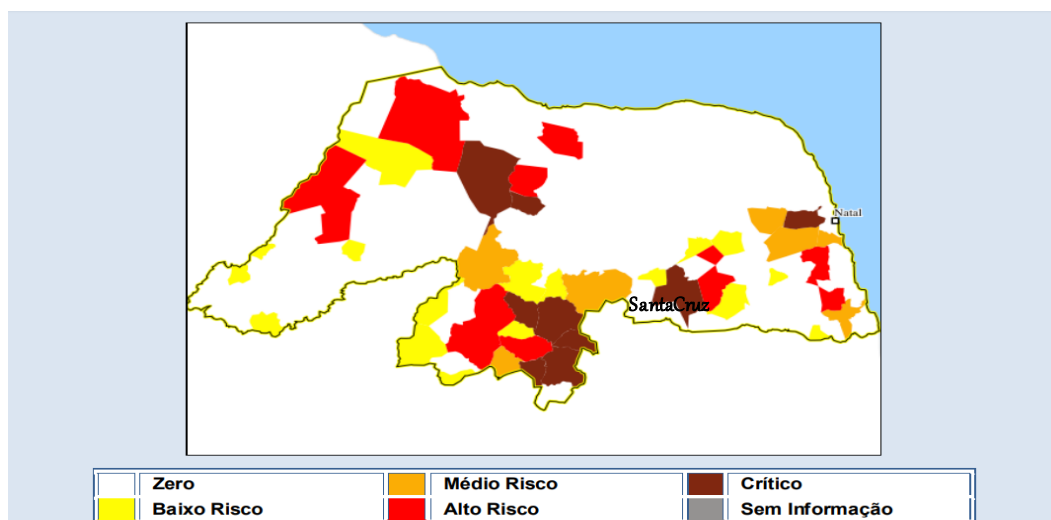 Natal
SantaCruz
Zero
Médio Risco
Crítico
Baixo Risco
Alto Risco
Sem Informação